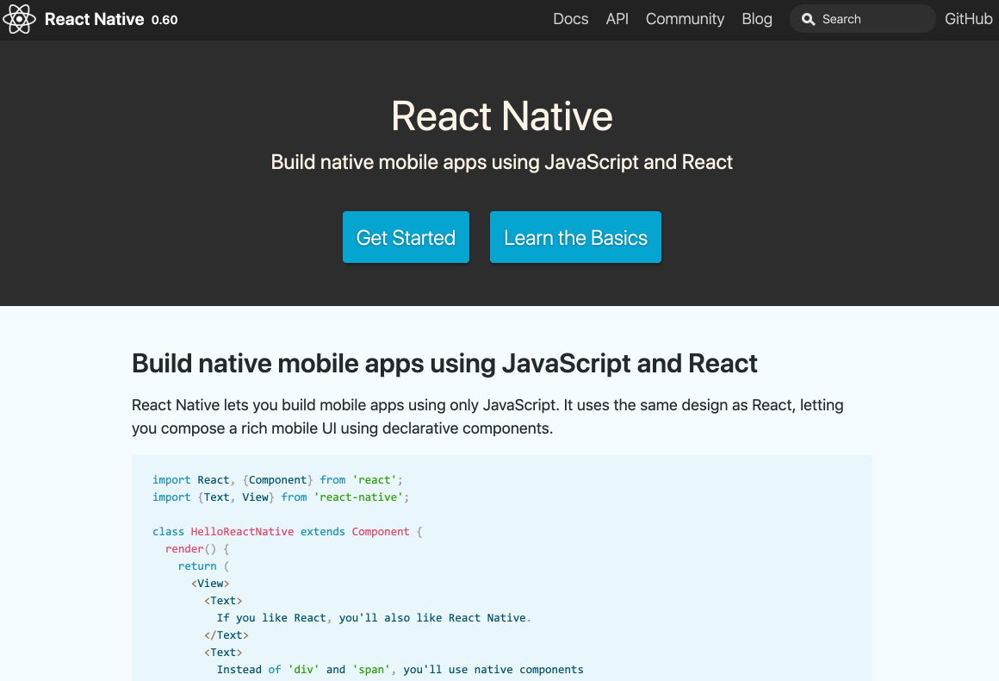 React Native 0.60 Docs API Community Blog Search GitHub
React Native
Build native mobile apps using JavaScript and React
Get Started Learn the Basics
Build native mobile apps using JavaScript and React
React Native lets you build mobile apps using only JavaScript. It uses the same design as React, letting
you compose a rich mobile UI using declarative components.
import React, {Component} from 'react';
import {Text, View} from 'react-native';
class HelloReactNative extends Component {
render() {
return (
<View>
<Text>
If you like React, you'll also like React Native.
</Text>
<Text>
Instead of 'div' and 'span', you'll use native components